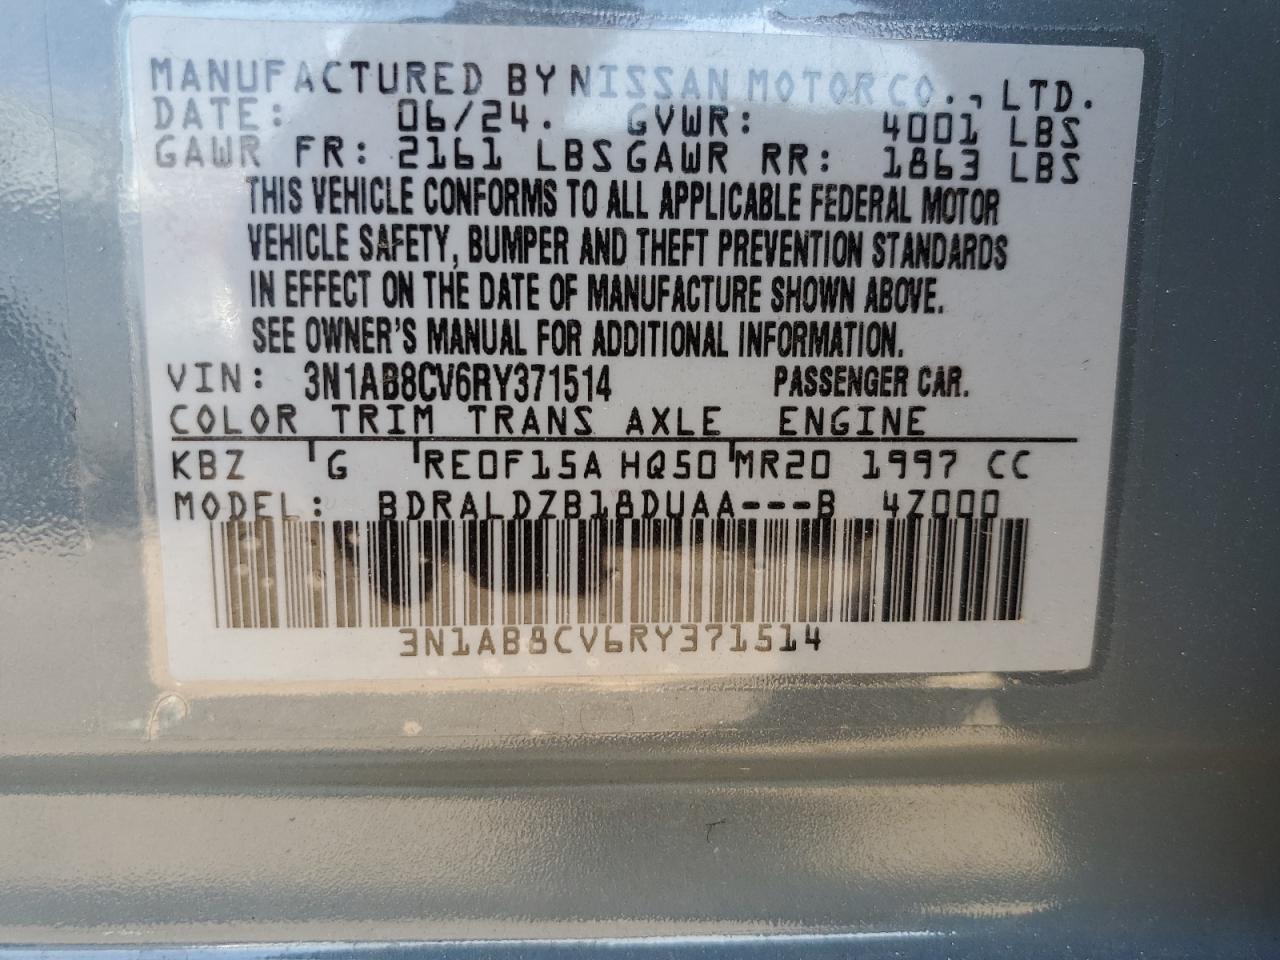 MANUFACTURED BY NISSAN MOTOR CO., LTD.
DATE: 06/24. GVWR: 4001 LBS
GAWR FR: 2161 LBS GAWR RR: 1863 LBS
THIS VEHICLE CONFORMS TO ALL APPLICABLE FEDERAL MOTOR
VEHICLE SAFETY, BUMPER AND THEFT PREVENTION STANDARDS
IN EFFECT ON THE DATE OF MANUFACTURE SHOWN ABOVE.
SEE OWNER'S MANUAL FOR ADDITIONAL INFORMATION.
VIN: 3N1AB8CV6RY371514 PASSENGER CAR.
COLOR TRIM TRANS AXLE ENGINE
KBZ G RE0F15A HQ50 MR20 1997 CC
MODEL: BDRALDZB18DUAA---B 4Z000
3N1AB8CV6RY371514